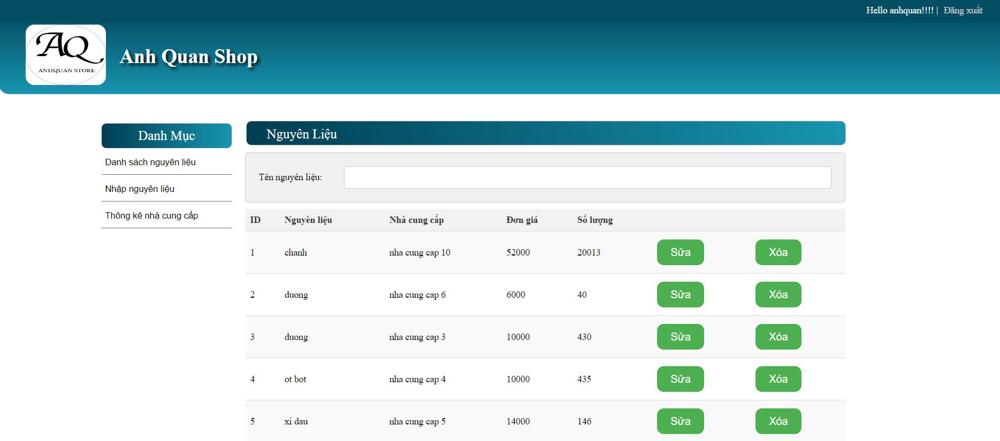 Hello anhquan!!!! | Đăng xuất
AQ
ANHQUAN STORE
Anh Quan Shop
Danh Mục
Danh sách nguyên liệu
Nhập nguyên liệu
Thông kê nhà cung cấp
Nguyên Liệu
Tên nguyên liệu:
ID Nguyên liệu Nhà cung cấp Đơn giá Số lượng
1 chanh nha cung cap 10 52000 20013 Sửa Xóa
2 duong nha cung cap 6 6000 40 Sửa Xóa
3 duong nha cung cap 3 10000 430 Sửa Xóa
4 ot bot nha cung cap 4 10000 435 Sửa Xóa
5 xi dau nha cung cap 5 14000 146 Sửa Xóa